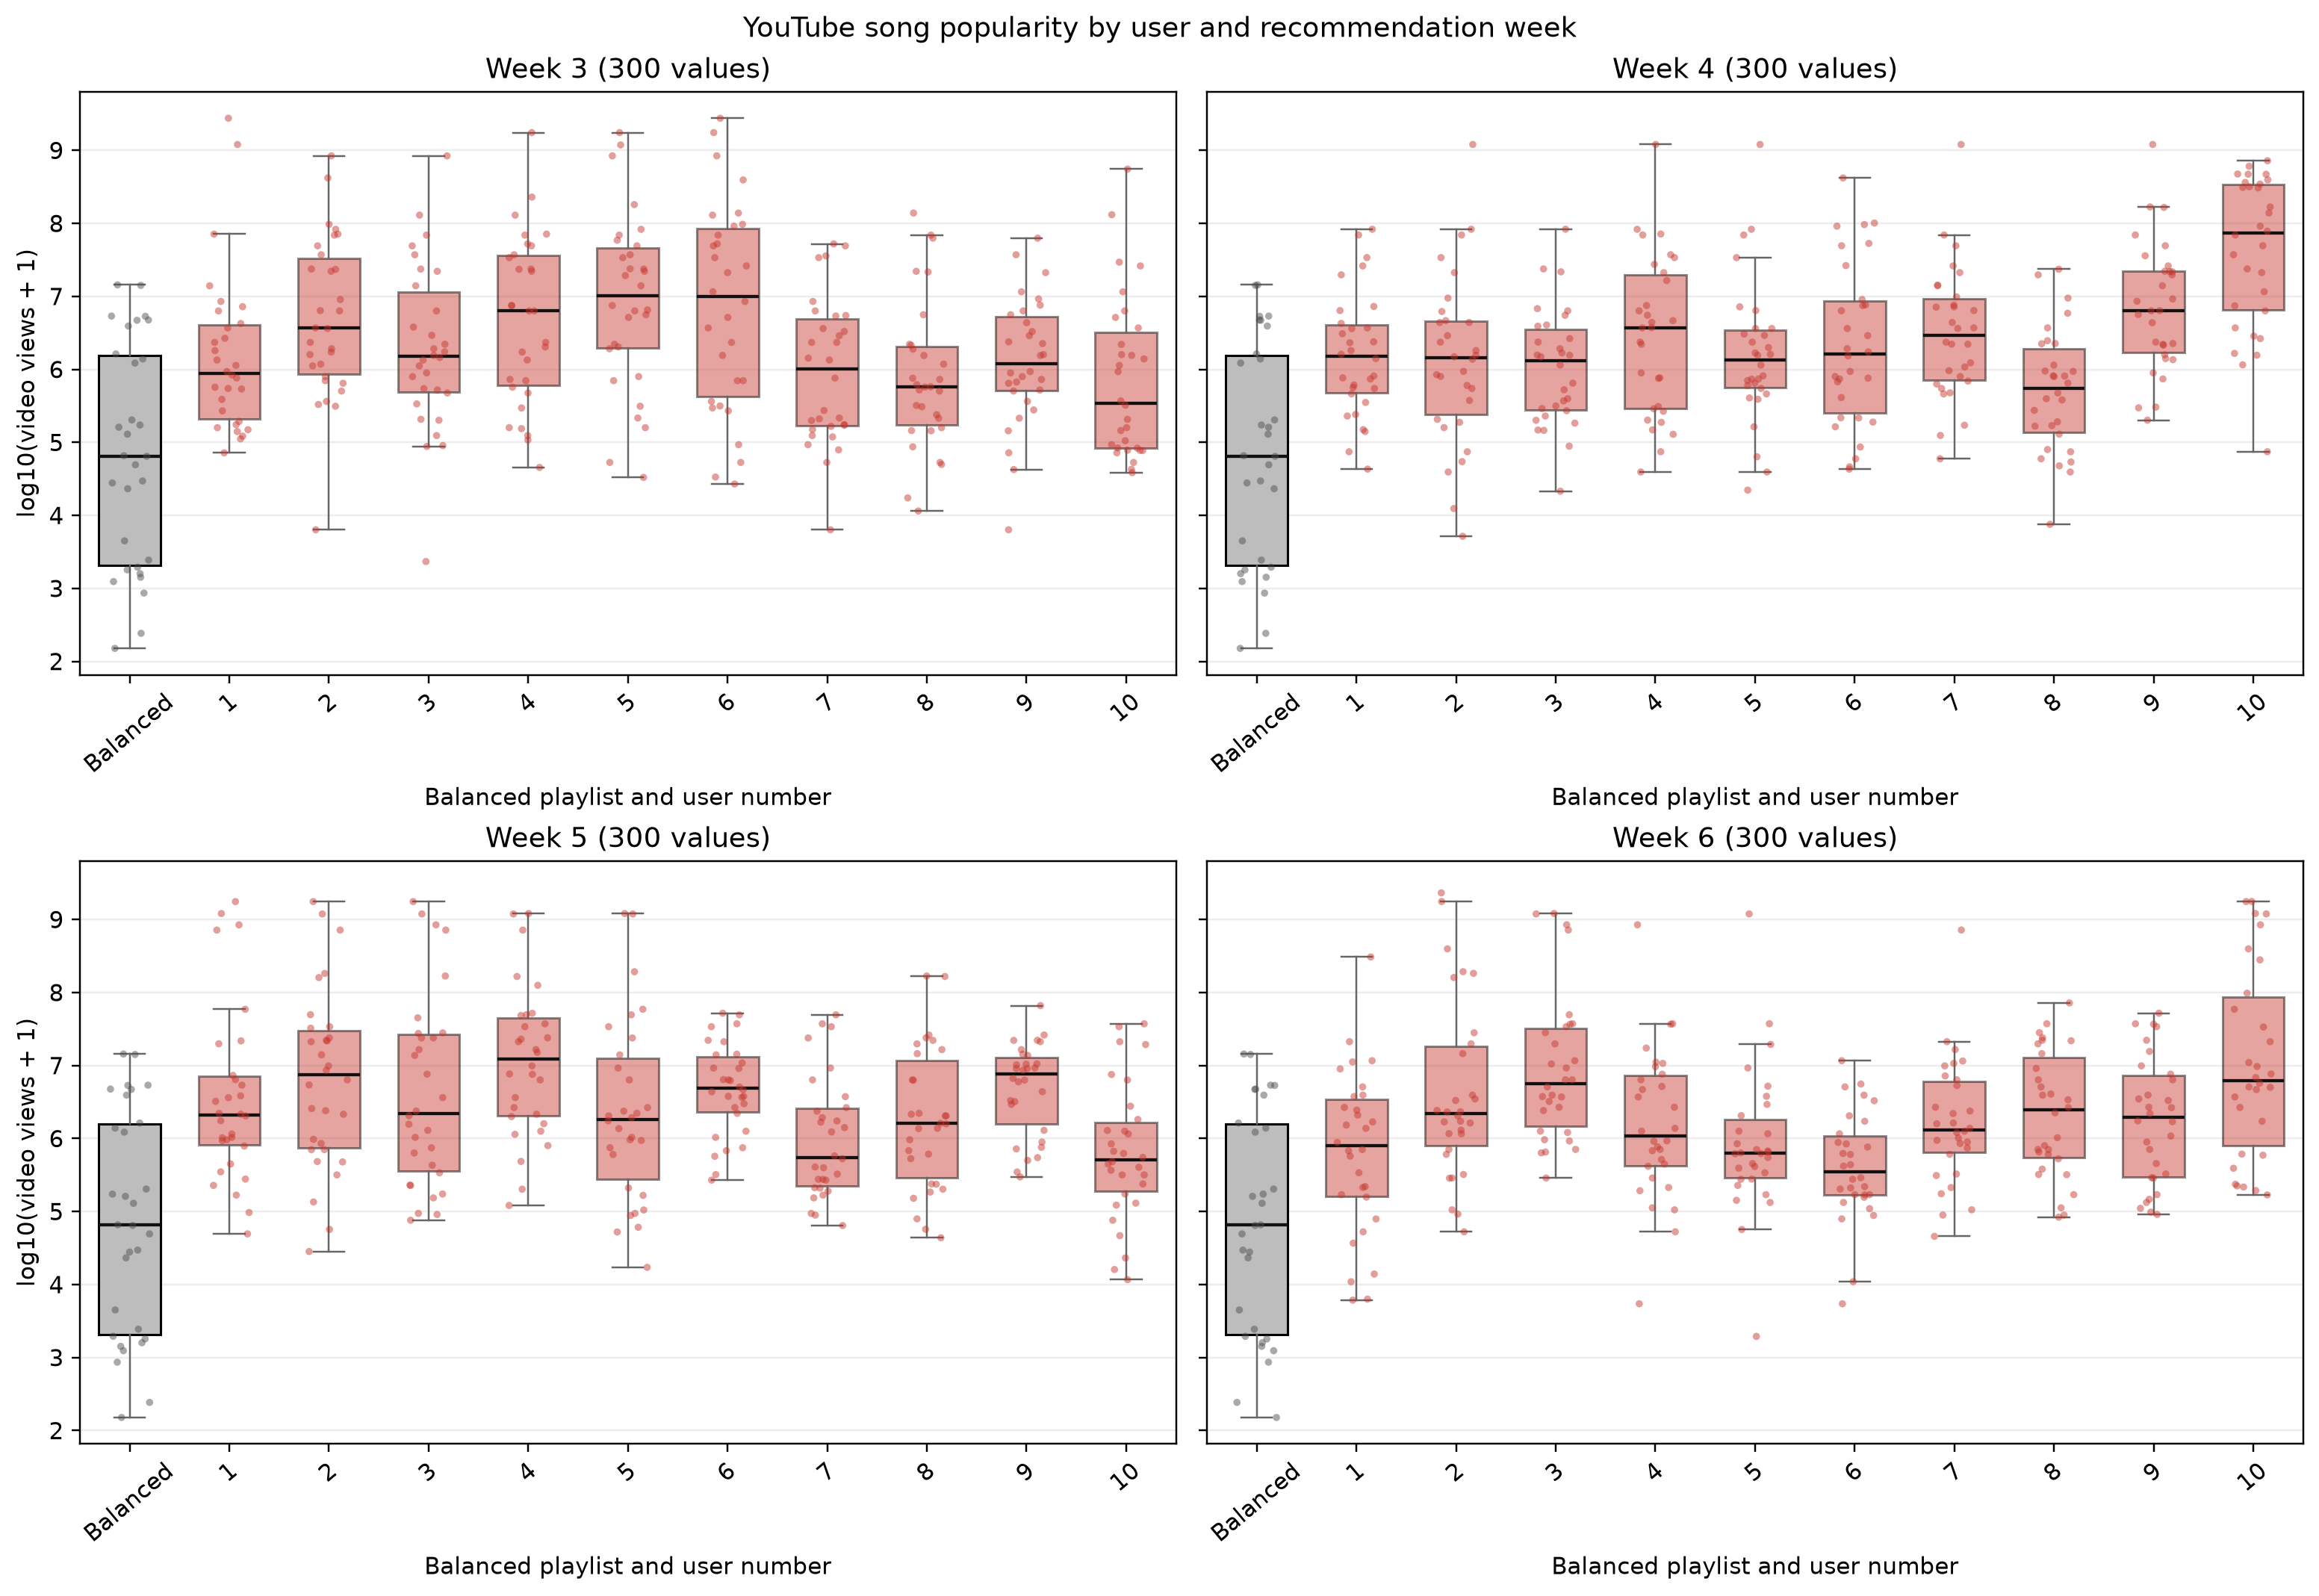 YouTube song popularity by user and recommendation week
Week 3 (300 values)
log10(video views + 1)
9
8
7
6
5
4
3
2
Balanced 1 2 3 4 5 6 7 8 9 10
Balanced playlist and user number
Week 4 (300 values)
Balanced 1 2 3 4 5 6 7 8 9 10
Balanced playlist and user number
Week 5 (300 values)
log10(video views + 1)
9
8
7
6
5
4
3
2
Balanced 1 2 3 4 5 6 7 8 9 10
Balanced playlist and user number
Week 6 (300 values)
Balanced 1 2 3 4 5 6 7 8 9 10
Balanced playlist and user number